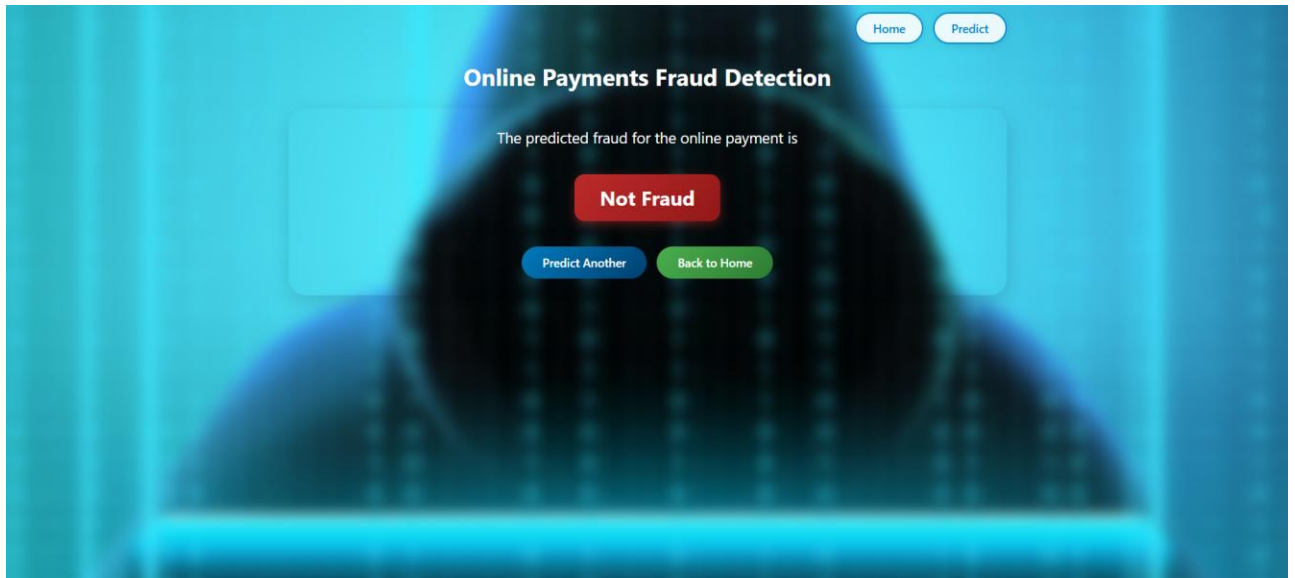 Home Predict
Online Payments Fraud Detection
The predicted fraud for the online payment is
Not Fraud
Predict Another Back to Home